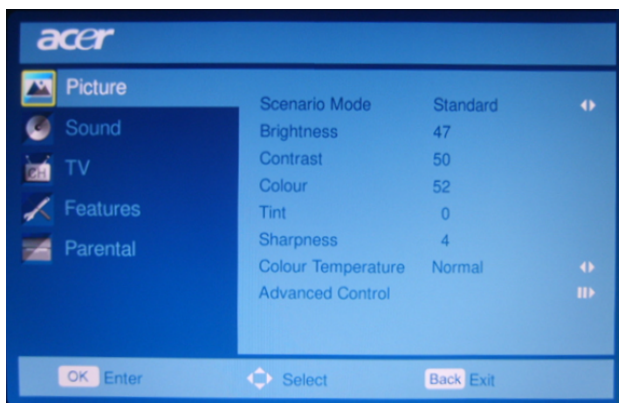 acer
Picture
Sound
CH TV
Features
Parental
Scenario Mode Standard
Brightness 47
Contrast 50
Colour 52
Tint 0
Sharpness 4
Colour Temperature Normal
Advanced Control
OK Enter Select Back Exit